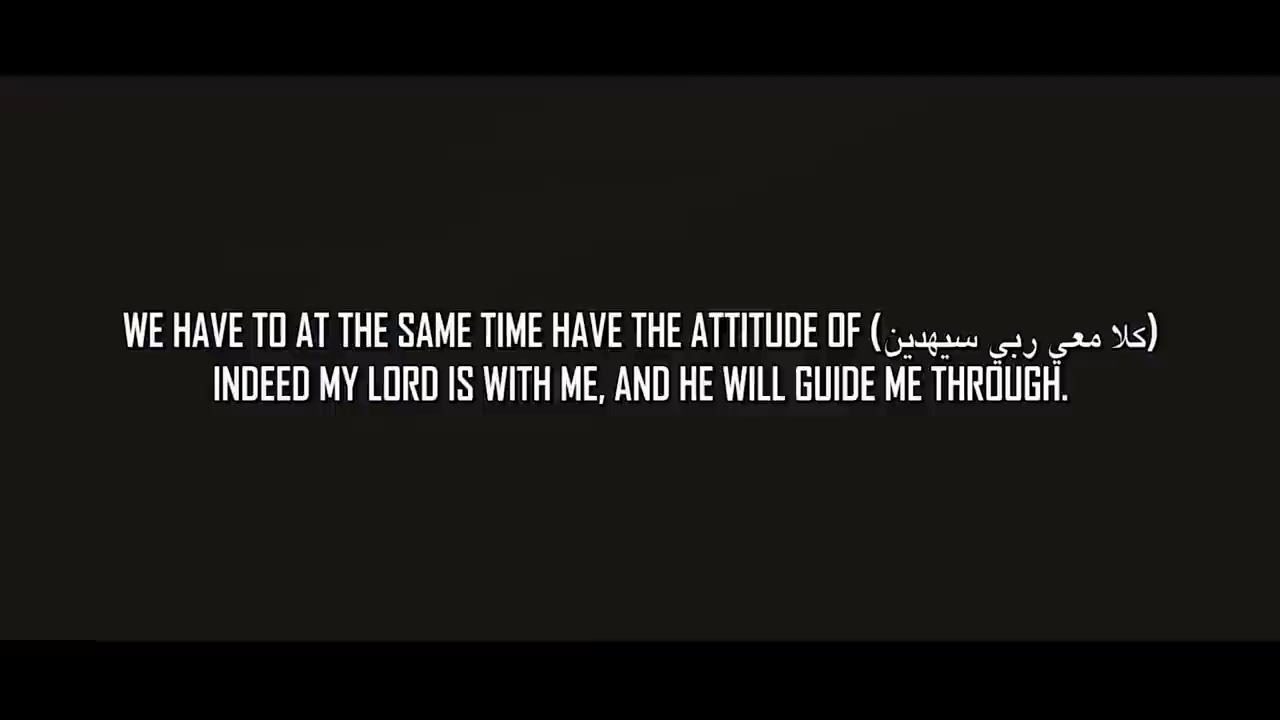 WE HAVE TO AT THE SAME TIME HAVE THE ATTITUDE OF (كلا معي ربي سيهدين)
INDEED MY LORD IS WITH ME, AND HE WILL GUIDE ME THROUGH.